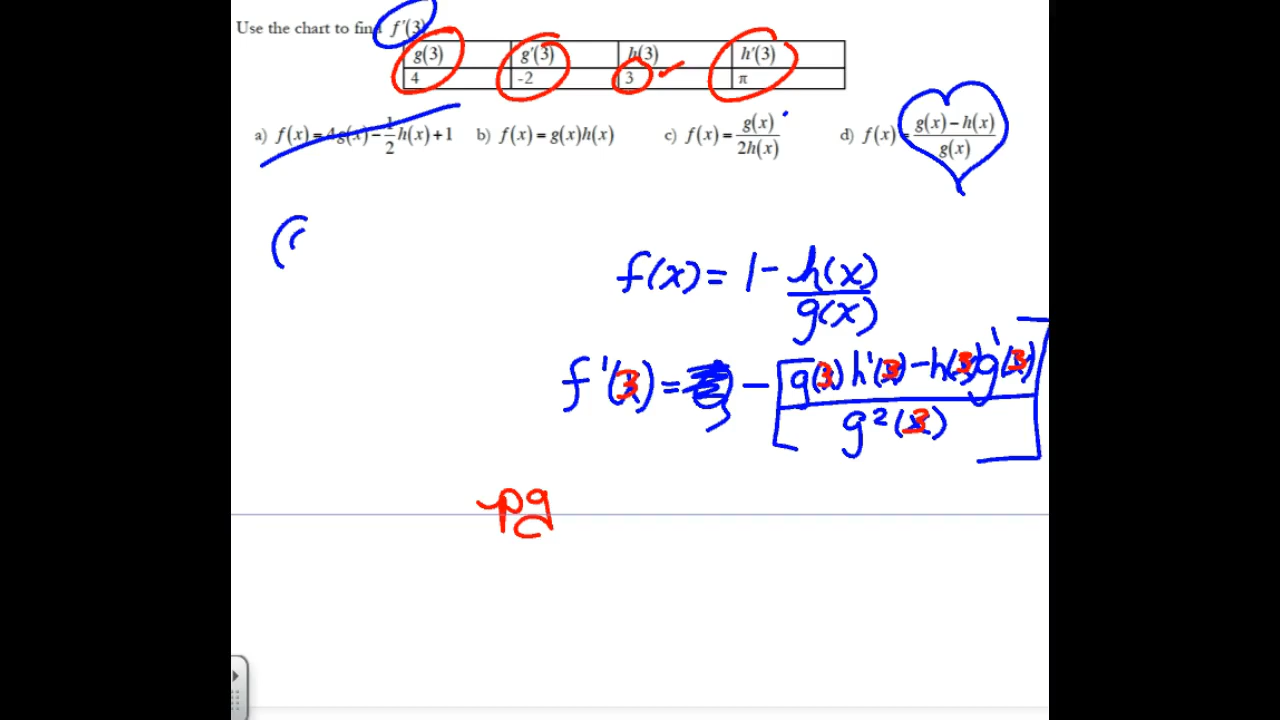 Use the chart to find f'(3)
g(3) g'(3) h(3) h'(3)
4 -2 3 π
a) f(x) = 4g(x) − 1/2 h(x) + 1 b) f(x) = g(x)h(x) c) f(x) = g(x)/2h(x) d) f(x) = g(x) − h(x)/g(x)
f(x) = 1 - h(x)/g(x)
f'(3) = - [g(3) h'(3) - h(3) g'(3)/g²(3)]
pg